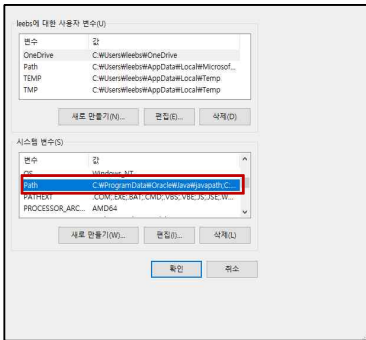 leebs에 대한 사용자 변수(U)
변수 값
OneDrive C:₩Users₩leebs₩OneDrive
Path C:₩Users₩leebs₩AppData₩Local₩Microsof...
TEMP C:₩Users₩leebs₩AppData₩Local₩Temp
TMP C:₩Users₩leebs₩AppData₩Local₩Temp
새로 만들기(N)... 편집(E)... 삭제(D)
시스템 변수(S)
변수 값
OS Windows_NT
Path C:₩ProgramData₩Oracle₩Java₩javapath;C...
PATHEXT .COM;.EXE;.BAT;.CMD;.VBS;.VBE;.JS;.JSE;.W...
PROCESSOR_ARC... AMD64
새로 만들기(W)... 편집(I)... 삭제(L)
확인 취소